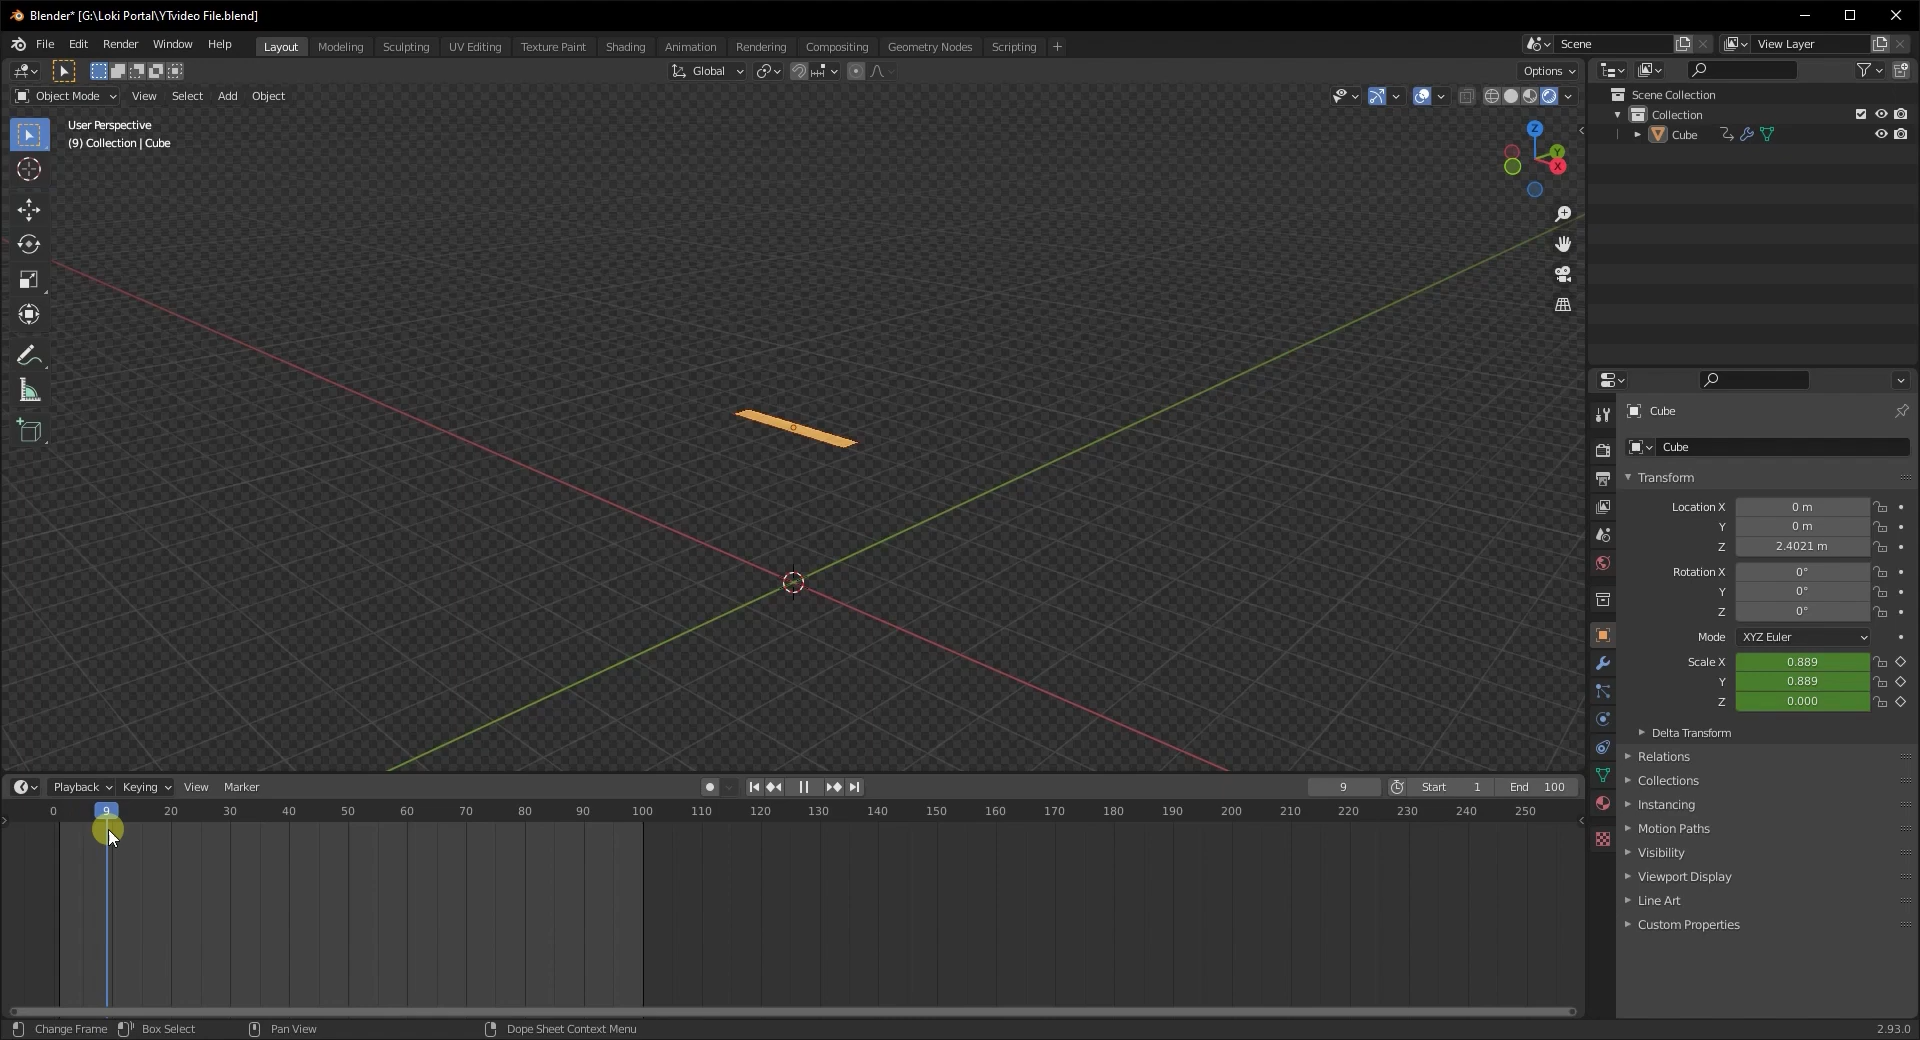 Blender* [G:\Loki Portal\YTvideo File.blend]
File Edit Render Window Help Layout Modeling Sculpting UV Editing Texture Paint Shading Animation Rendering Compositing Geometry Nodes Scripting + Scene View Layer
Global Options
Object Mode View Select Add Object
User Perspective
(9) Collection | Cube
Z
Y
X
Scene Collection
Collection
Cube
Cube
Cube
Transform
Location X 0 m
Y 0 m
Z 2.4021 m
Rotation X 0°
Y 0°
Z 0°
Mode XYZ Euler
Scale X 0.889
Y 0.889
Z 0.000
Delta Transform
Relations
Collections
Instancing
Motion Paths
Visibility
Viewport Display
Line Art
Custom Properties
Playback Keying View Marker 9 Start 1 End 100
0 9 20 30 40 50 60 70 80 90 100 110 120 130 140 150 160 170 180 190 200 210 220 230 240 250
Change Frame Box Select Pan View Dope Sheet Context Menu 2.93.0